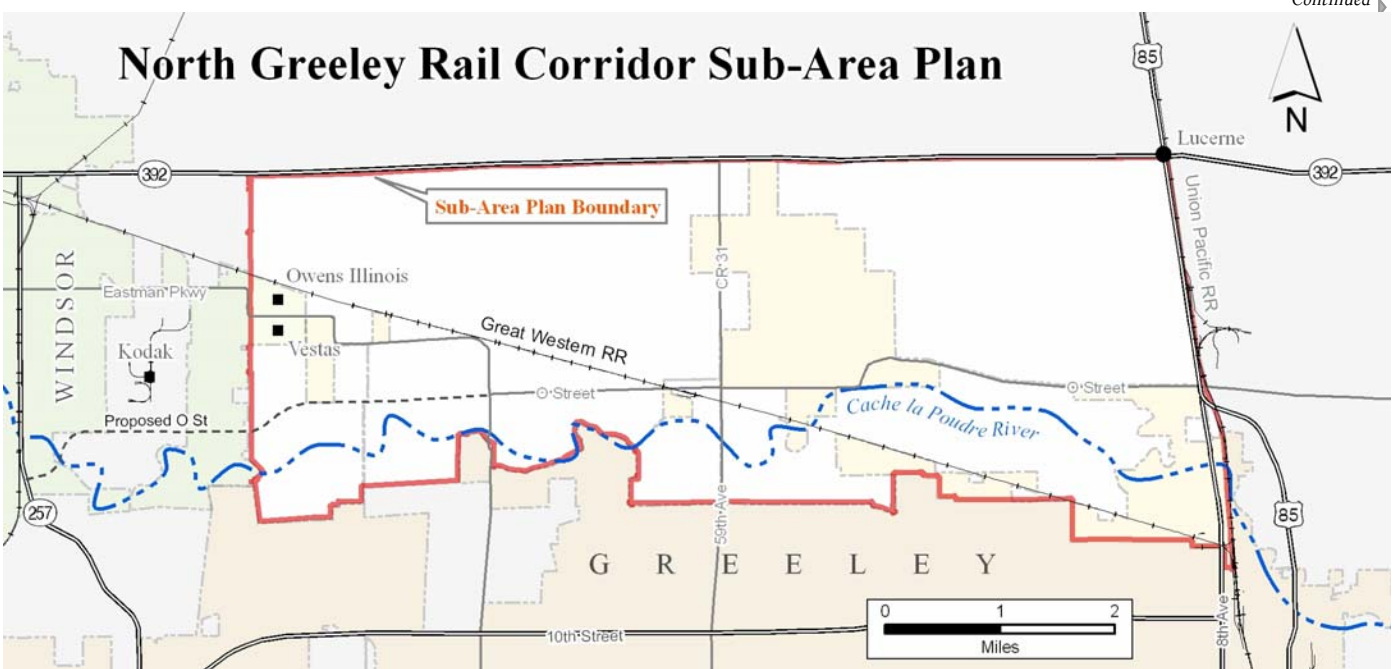 Continued
North Greeley Rail Corridor Sub-Area Plan
85
N
Lucerne
392
392
Sub-Area Plan Boundary
Union Pacific RR
CR 31
WINDSOR
Owens Illinois
Eastman Pkwy
Great Western RR
Vestas
Kodak
O Street
O Street
Cache la Poudre River
Proposed O St
59th Ave
257
85
GREELEY
0 1 2
Miles
10th Street
8th Ave